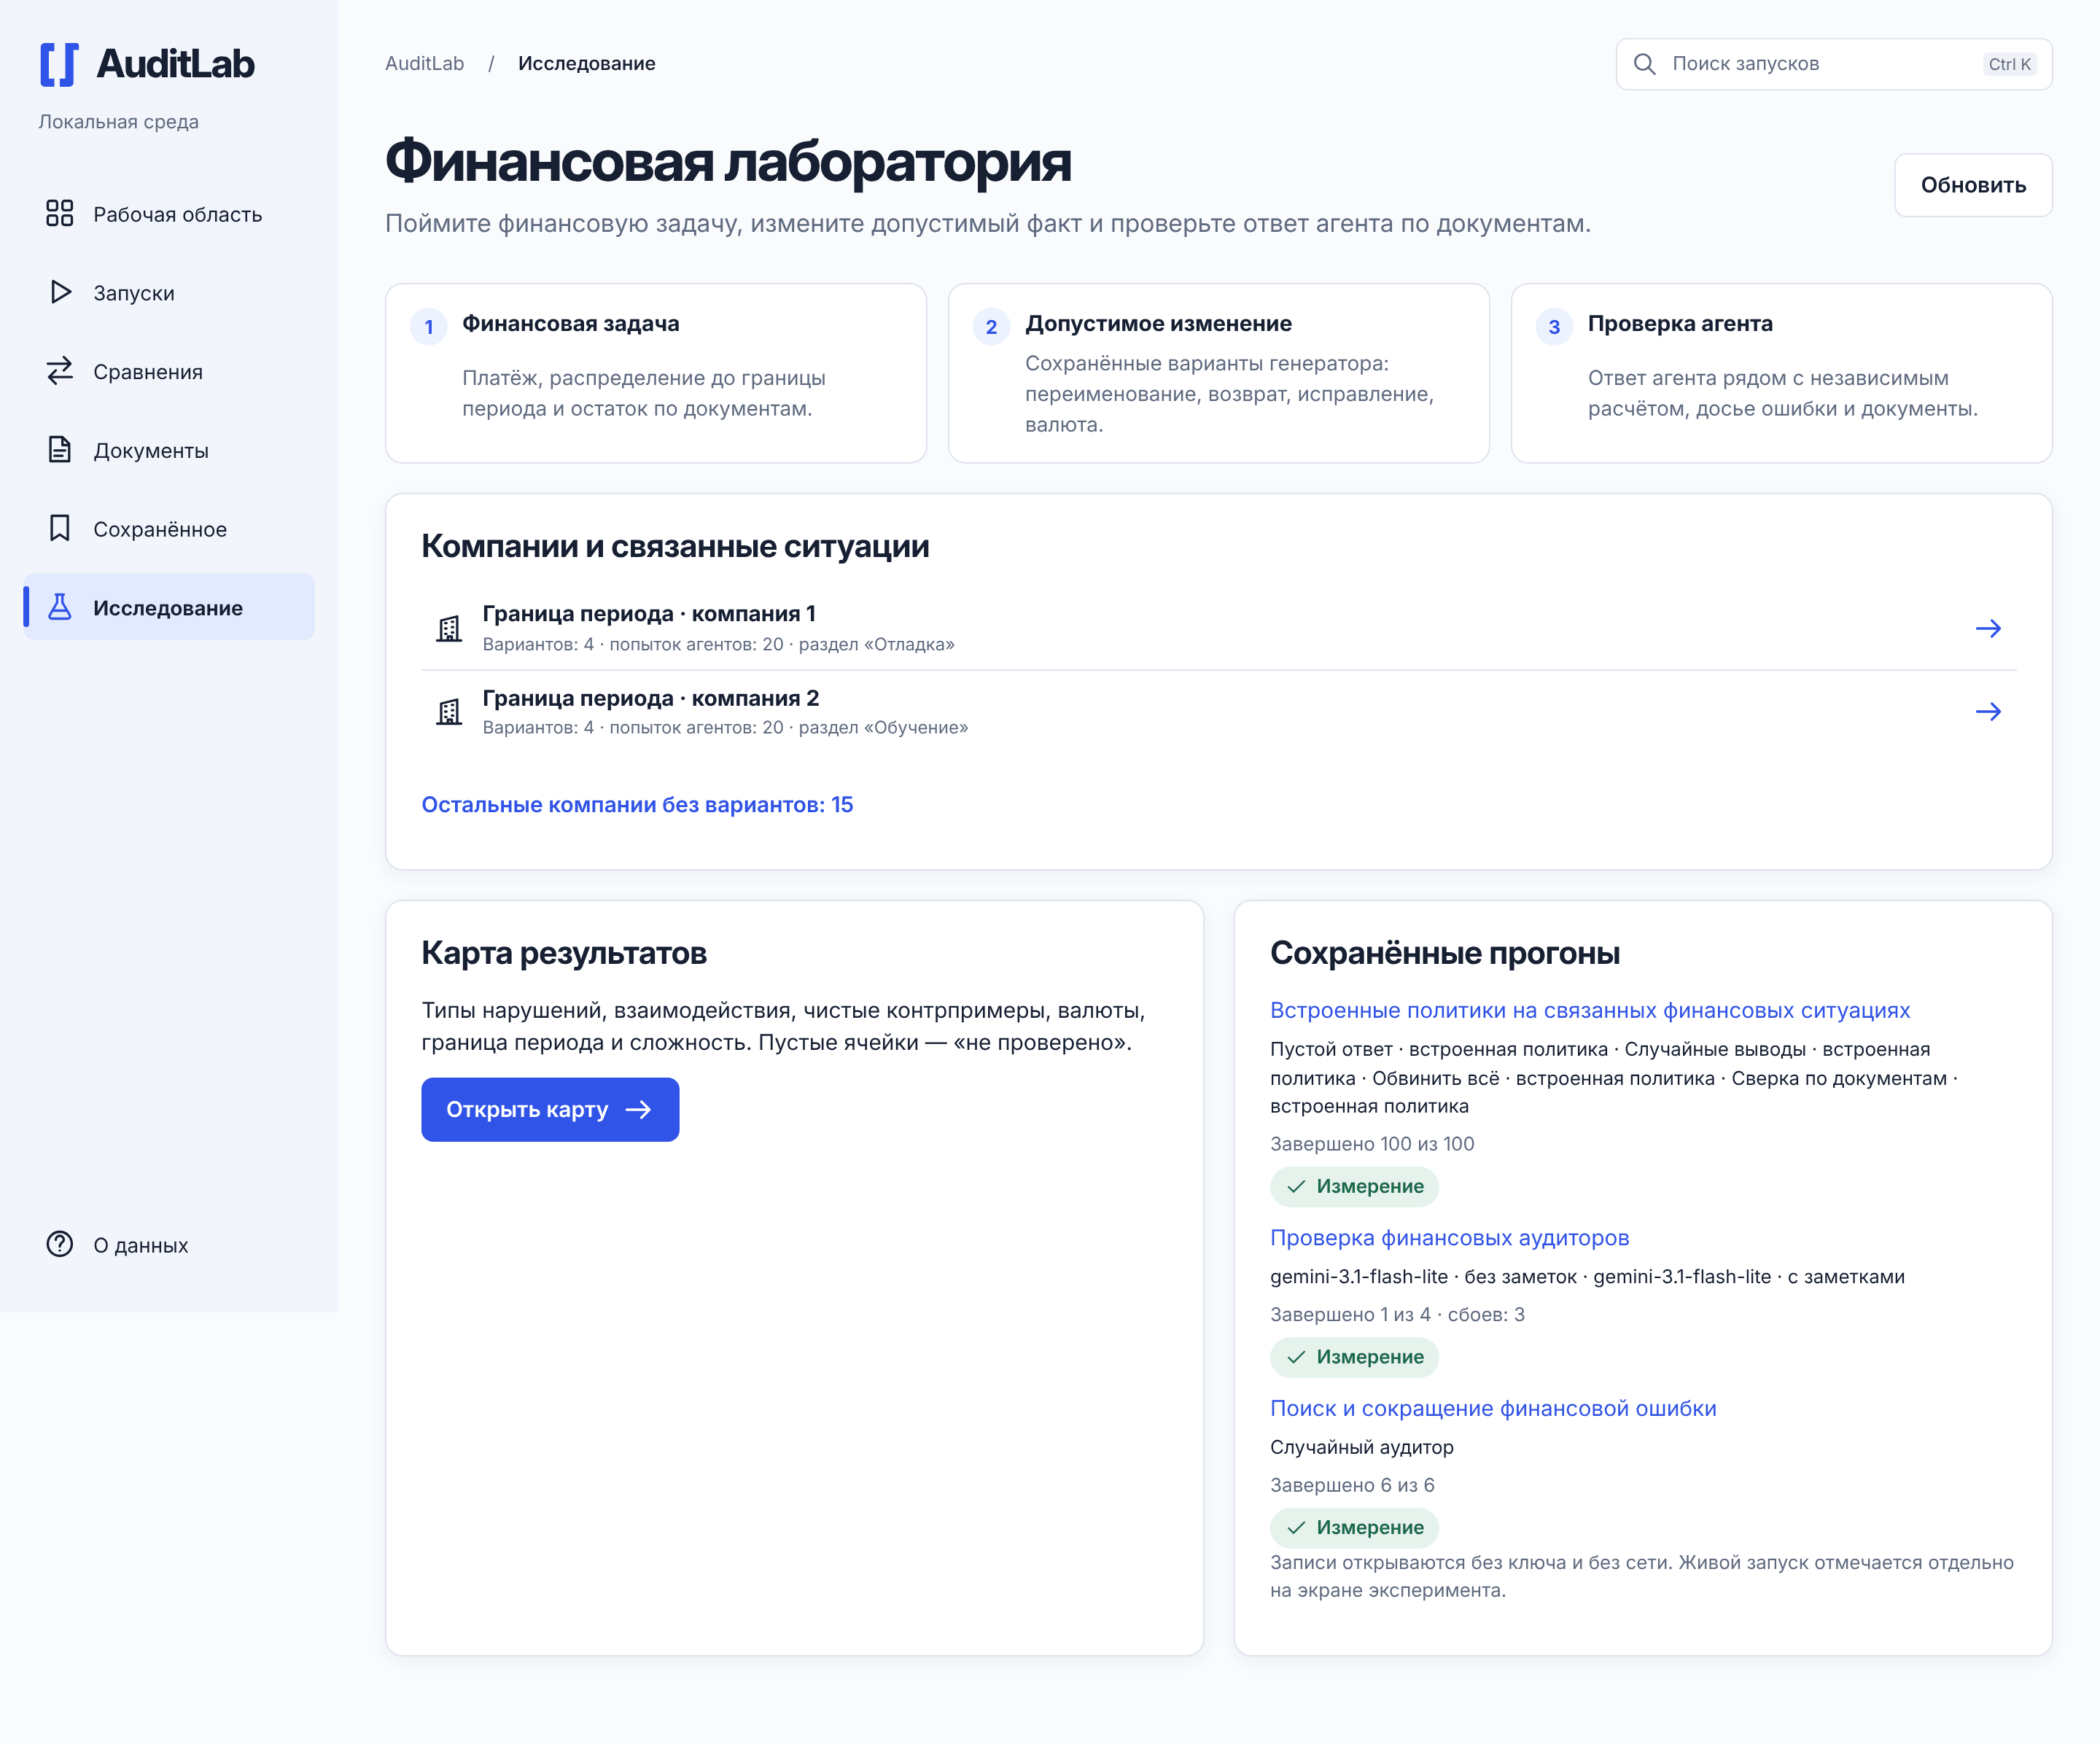 AuditLab
Локальная среда
Рабочая область
Запуски
Сравнения
Документы
Сохранённое
Исследование
О данных
AuditLab / Исследование
Поиск запусков Ctrl K
Финансовая лаборатория
Обновить
Поймите финансовую задачу, измените допустимый факт и проверьте ответ агента по документам.
1 Финансовая задача
Платёж, распределение до границы
периода и остаток по документам.
2 Допустимое изменение
Сохранённые варианты генератора:
переименование, возврат, исправление,
валюта.
3 Проверка агента
Ответ агента рядом с независимым
расчётом, досье ошибки и документы.
Компании и связанные ситуации
Граница периода · компания 1
Вариантов: 4 · попыток агентов: 20 · раздел «Отладка»
Граница периода · компания 2
Вариантов: 4 · попыток агентов: 20 · раздел «Обучение»
Остальные компании без вариантов: 15
Карта результатов
Типы нарушений, взаимодействия, чистые контрпримеры, валюты,
граница периода и сложность. Пустые ячейки — «не проверено».
Открыть карту
Сохранённые прогоны
Встроенные политики на связанных финансовых ситуациях
Пустой ответ · встроенная политика · Случайные выводы · встроенная
политика · Обвинить всё · встроенная политика · Сверка по документам ·
встроенная политика
Завершено 100 из 100
Измерение
Проверка финансовых аудиторов
gemini-3.1-flash-lite · без заметок · gemini-3.1-flash-lite · с заметками
Завершено 1 из 4 · сбоев: 3
Измерение
Поиск и сокращение финансовой ошибки
Случайный аудитор
Завершено 6 из 6
Измерение
Записи открываются без ключа и без сети. Живой запуск отмечается отдельно
на экране эксперимента.